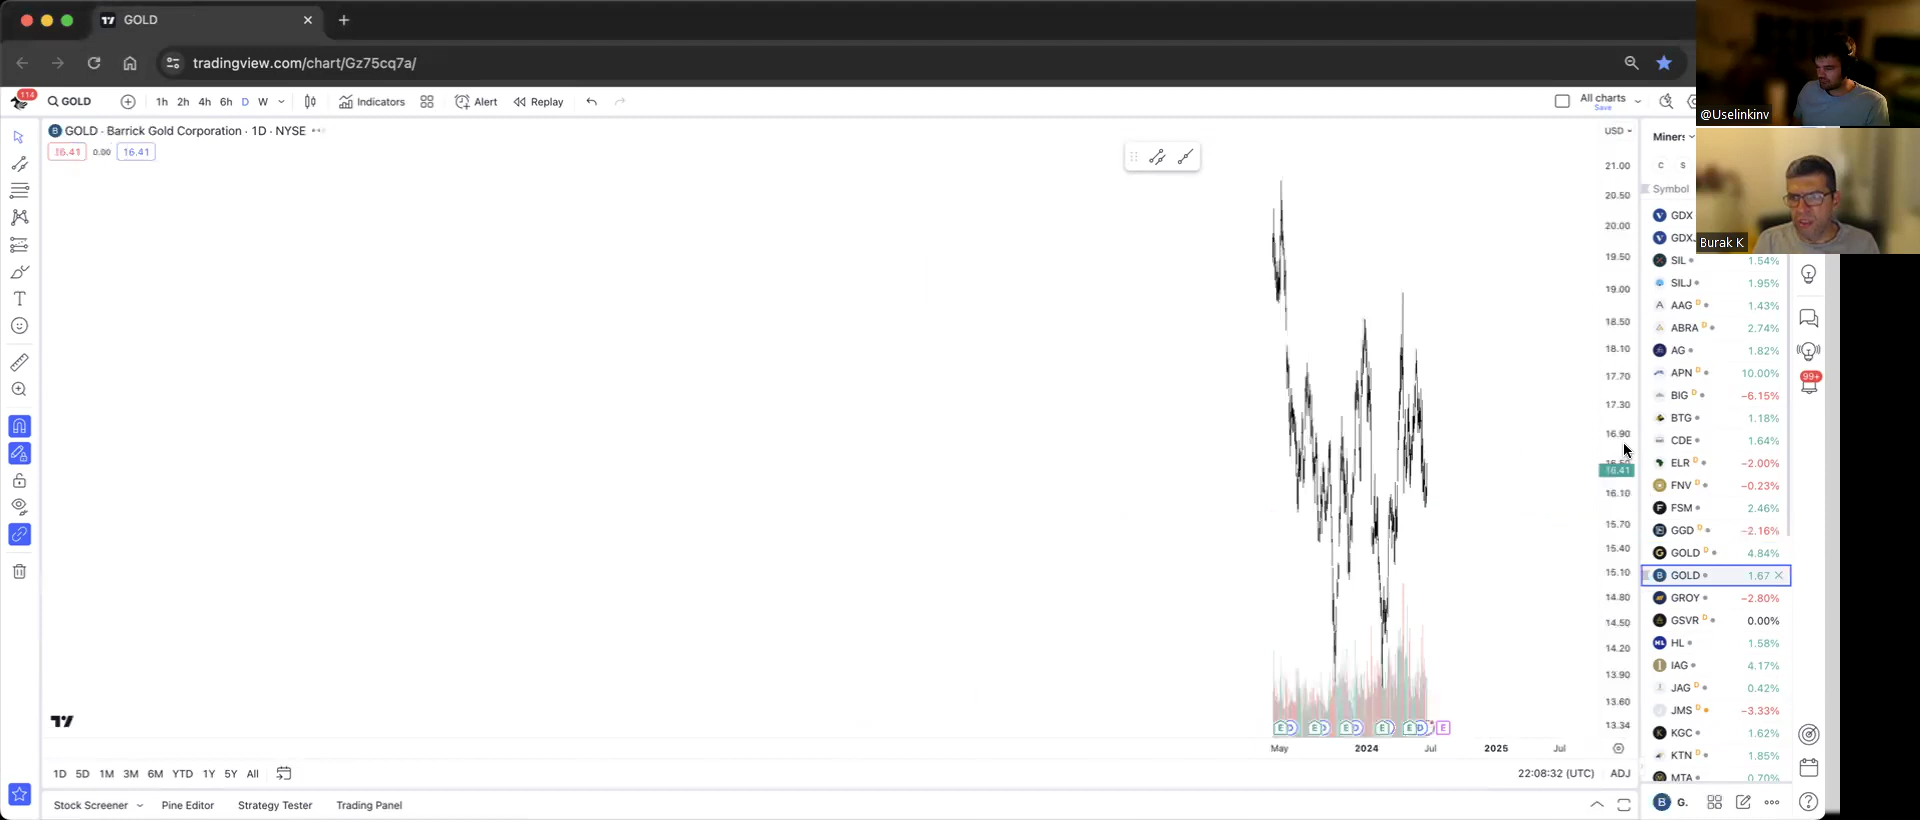 GOLD
tradingview.com/chart/Gz75cq7a/
114
GOLD
1h 2h 4h 6h D W
Indicators
Alert
Replay
All charts
Save
B GOLD · Barrick Gold Corporation · 1D · NYSE
16.41 0.00 16.41
USD
21.00
20.50
20.00
19.50
19.00
18.50
18.10
17.70
17.30
16.90
16.41
16.10
15.70
15.40
15.10
14.80
14.50
14.20
13.90
13.60
13.34
E D E E D E E D E
May 2024 Jul 2025 Jul
1D 5D 1M 3M 6M YTD 1Y 5Y All
22:08:32 (UTC) ADJ
Stock Screener Pine Editor Strategy Tester Trading Panel
@Uselinkinv
Burak K
Miners
C S
Symbol
GDX
GDX
SIL 1.54%
SILJ 1.95%
AAG D 1.43%
ABRA D 2.74%
AG 1.82%
APN D 10.00%
BIG D −6.15%
BTG 1.18%
CDE 1.64%
ELR D −2.00%
FNV −0.23%
FSM 2.46%
GGD D −2.16%
GOLD D 4.84%
GOLD 1.67
GROY −2.80%
GSVR D 0.00%
HL 1.58%
IAG 4.17%
JAG D 0.42%
JMS D −3.33%
KGC 1.62%
KTN D 1.85%
MTA 0.70%
B G.
99+